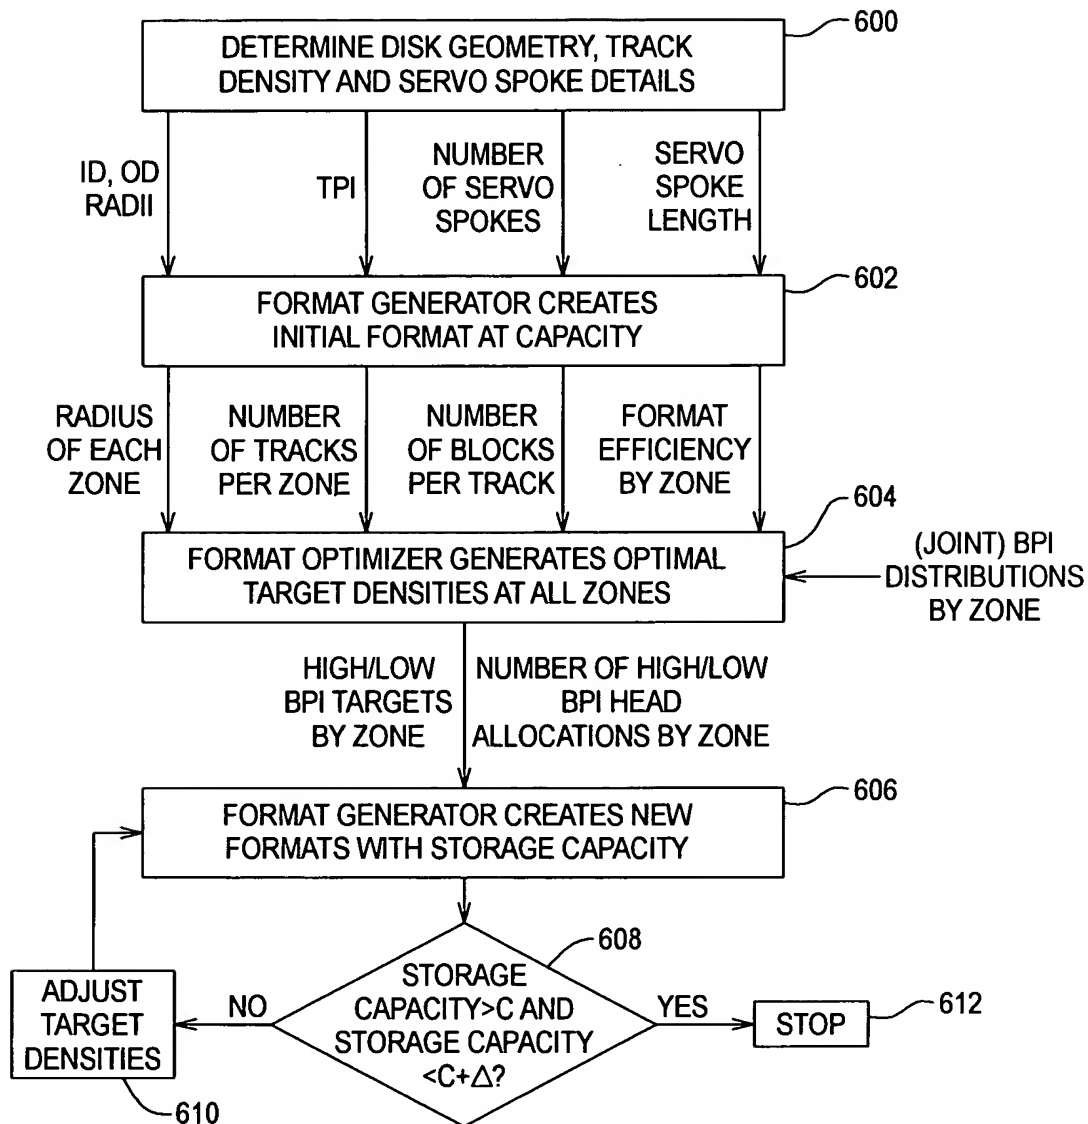 600
DETERMINE DISK GEOMETRY, TRACK
DENSITY AND SERVO SPOKE DETAILS
ID, OD
RADII
TPI
NUMBER
OF SERVO
SPOKES
SERVO
SPOKE
LENGTH
602
FORMAT GENERATOR CREATES
INITIAL FORMAT AT CAPACITY
RADIUS
OF EACH
ZONE
NUMBER
OF TRACKS
PER ZONE
NUMBER
OF BLOCKS
PER TRACK
FORMAT
EFFICIENCY
BY ZONE
604
FORMAT OPTIMIZER GENERATES OPTIMAL
TARGET DENSITIES AT ALL ZONES
(JOINT) BPI
DISTRIBUTIONS
BY ZONE
HIGH/LOW
BPI TARGETS
BY ZONE
NUMBER OF HIGH/LOW
BPI HEAD
ALLOCATIONS BY ZONE
606
FORMAT GENERATOR CREATES NEW
FORMATS WITH STORAGE CAPACITY
608
STORAGE
CAPACITY>C AND
STORAGE CAPACITY
<C+Δ?
NO
YES
ADJUST
TARGET
DENSITIES
610
STOP
612